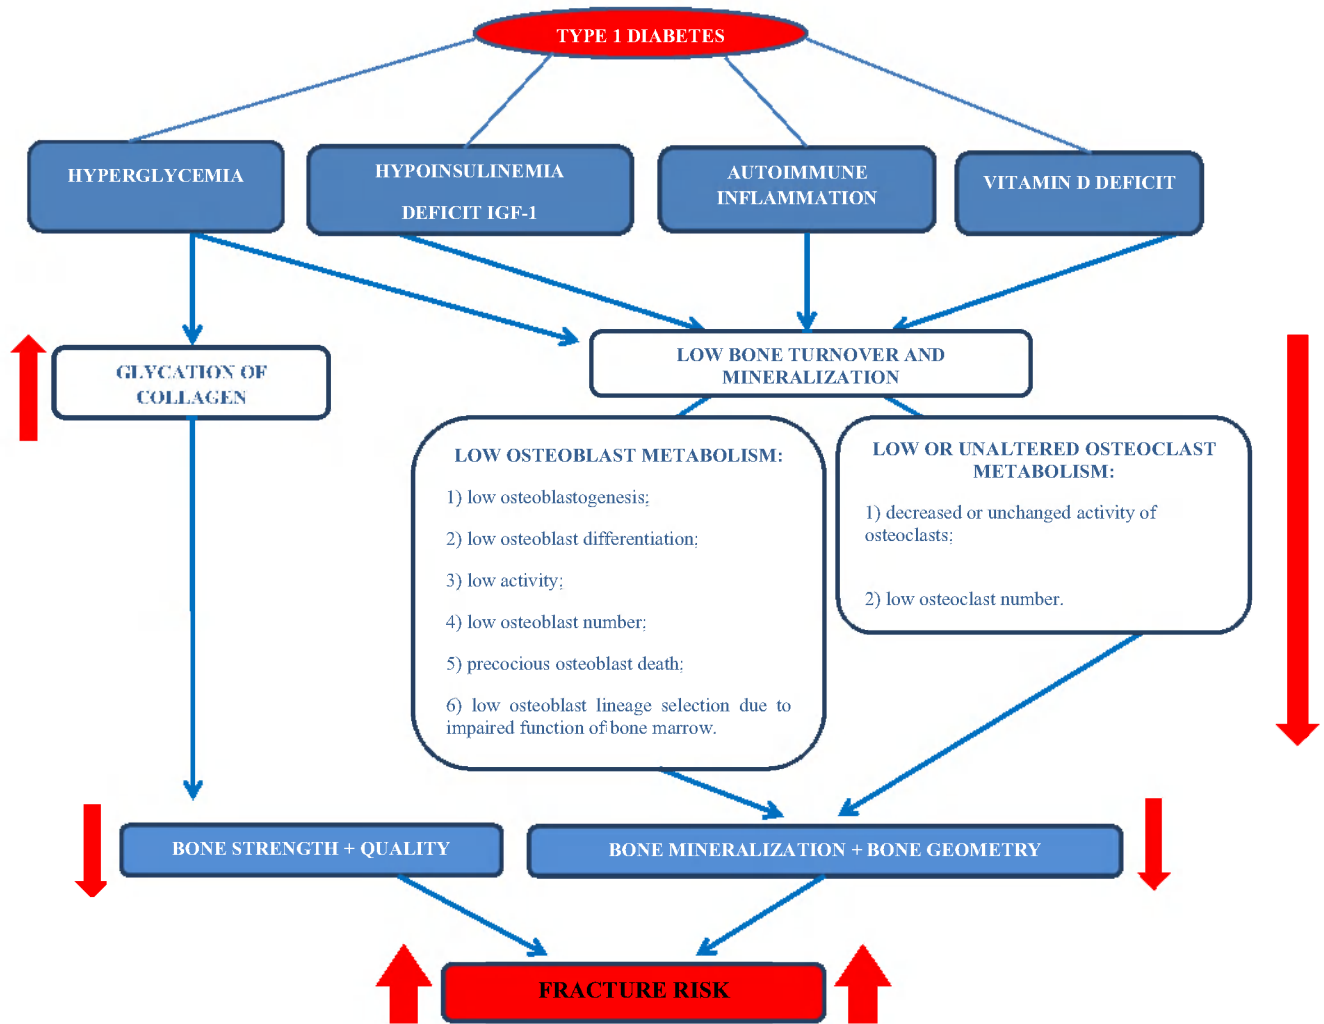 TYPE 1 DIABETES
HYPERGLYCEMIA
HYPOINSULINEMIA
DEFICIT IGF-1
AUTOIMMUNE
INFLAMMATION
VITAMIN D DEFICIT
GLYCATION OF
COLLAGEN
LOW BONE TURNOVER AND
MINERALIZATION
LOW OSTEOBLAST METABOLISM:
1) low osteoblastogenesis;
2) low osteoblast differentiation;
3) low activity;
4) low osteoblast number;
5) precocious osteoblast death;
6) low osteoblast lineage selection due to
impaired function of bone marrow.
LOW OR UNALTERED OSTEOCLAST
METABOLISM:
1) decreased or unchanged activity of
osteoclasts;
2) low osteoclast number.
BONE STRENGTH + QUALITY
BONE MINERALIZATION + BONE GEOMETRY
FRACTURE RISK